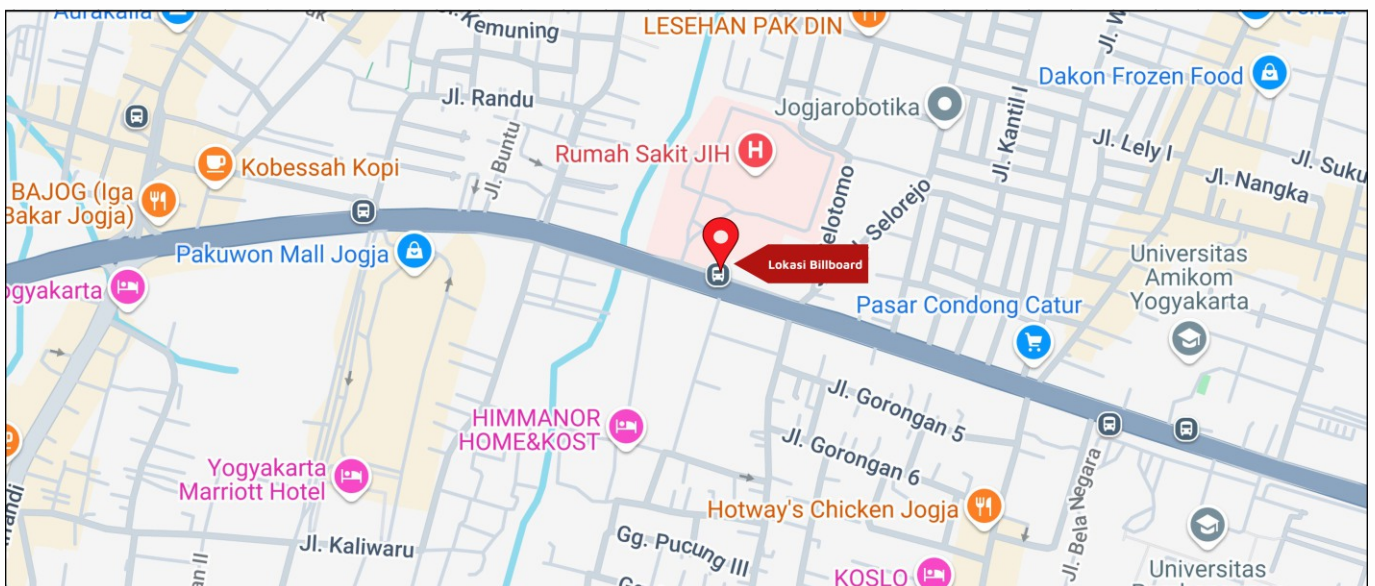 Kemuning
LESEHAN PAK DIN
Dakon Frozen Food
Jl. Randu
Jogjarobotika
Jl. Kantil I
Jl. Buntu
Rumah Sakit JIH
H
Jl. Lely I
Kobessah Kopi
Jl. Nangka
BAJOG (Iga
Bakar Jogja)
Selorejo
elotomo
Pakuwon Mall Jogja
Lokasi Billboard
Universitas
Amikom
Yogyakarta
ogyakarta
Pasar Condong Catur
Jl. Gorongan 5
HIMMANOR
HOME&KOST
Jl. Gorongan 6
Yogyakarta
Marriott Hotel
Hotway's Chicken Jogja
Jl. Bela Negara
Jl. Kaliwaru
Gg. Pucung III
KOSLO
Universitas